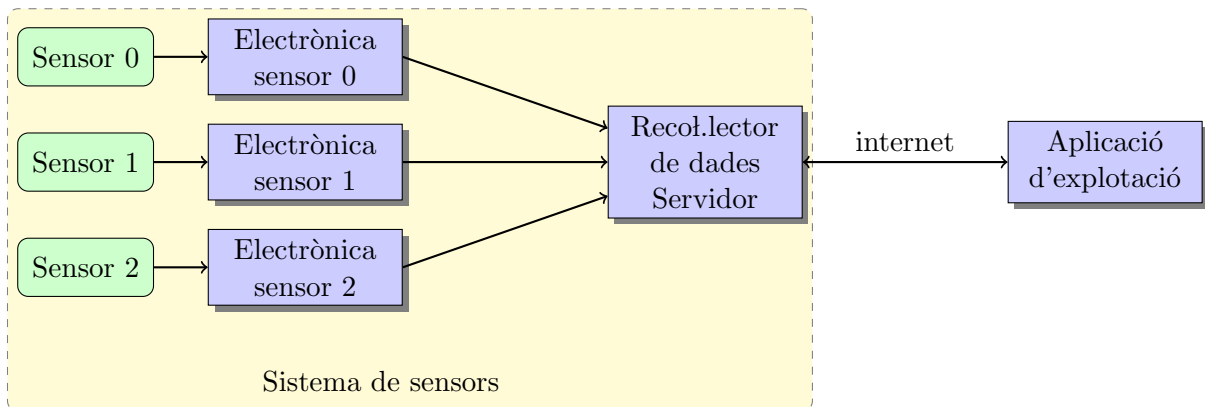 Sensor 0
Electrònica
sensor 0
Sensor 1
Electrònica
sensor 1
Sensor 2
Electrònica
sensor 2
Recoł.lector
de dades
Servidor
internet
Aplicació
d'explotació
Sistema de sensors